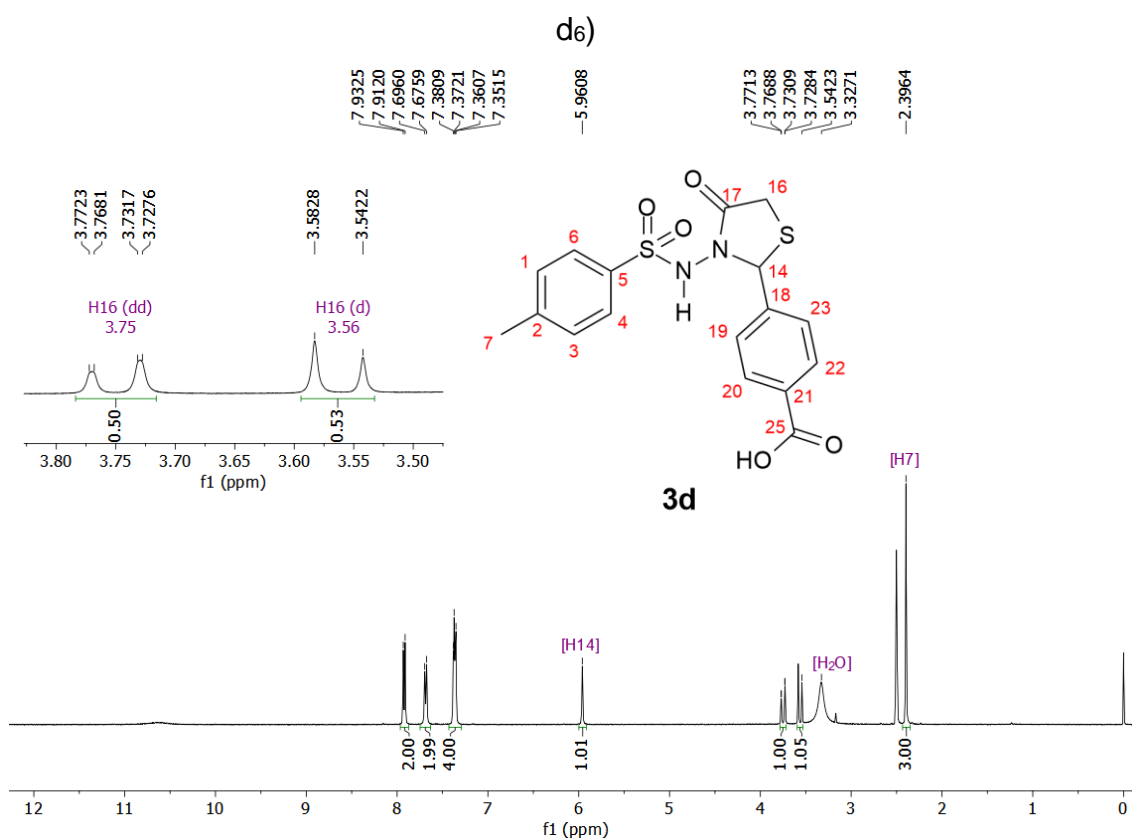 d₆)
7.9325
7.9120
7.6960
7.6759
7.3809
7.3721
7.3607
7.3515
5.9608
3.7713
3.7688
3.7309
3.7284
3.5423
3.3271
2.3964
3.7723
3.7681
3.7317
3.7276
3.5828
3.5422
H16 (dd)
3.75
H16 (d)
3.56
0.50
0.53
3.80 3.75 3.70 3.65 3.60 3.55 3.50
f1 (ppm)
O 17 16
O O S
6 S N
1 5 N 14
2 4 H 18 23
7 3 19
20 22
21
25 O
HO
3d
[H7]
[H14]
[H₂O]
2.00
1.99
4.00
1.01
1.00
1.05
3.00
12 11 10 9 8 7 6 5 4 3 2 1 0
f1 (ppm)